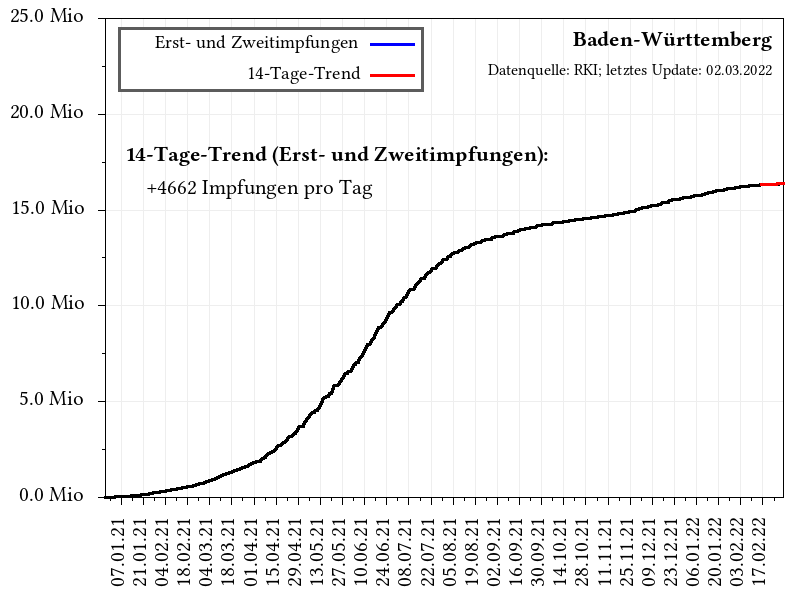 25.0 Mio
20.0 Mio
15.0 Mio
10.0 Mio
5.0 Mio
0.0 Mio
Erst- und Zweitimpfungen
14-Tage-Trend
Baden-Württemberg
Datenquelle: RKI; letztes Update: 02.03.2022
14-Tage-Trend (Erst- und Zweitimpfungen):
+4662 Impfungen pro Tag
07.01.21
21.01.21
04.02.21
18.02.21
04.03.21
18.03.21
01.04.21
15.04.21
29.04.21
13.05.21
27.05.21
10.06.21
24.06.21
08.07.21
22.07.21
05.08.21
19.08.21
02.09.21
16.09.21
30.09.21
14.10.21
28.10.21
11.11.21
25.11.21
09.12.21
23.12.21
06.01.22
20.01.22
03.02.22
17.02.22